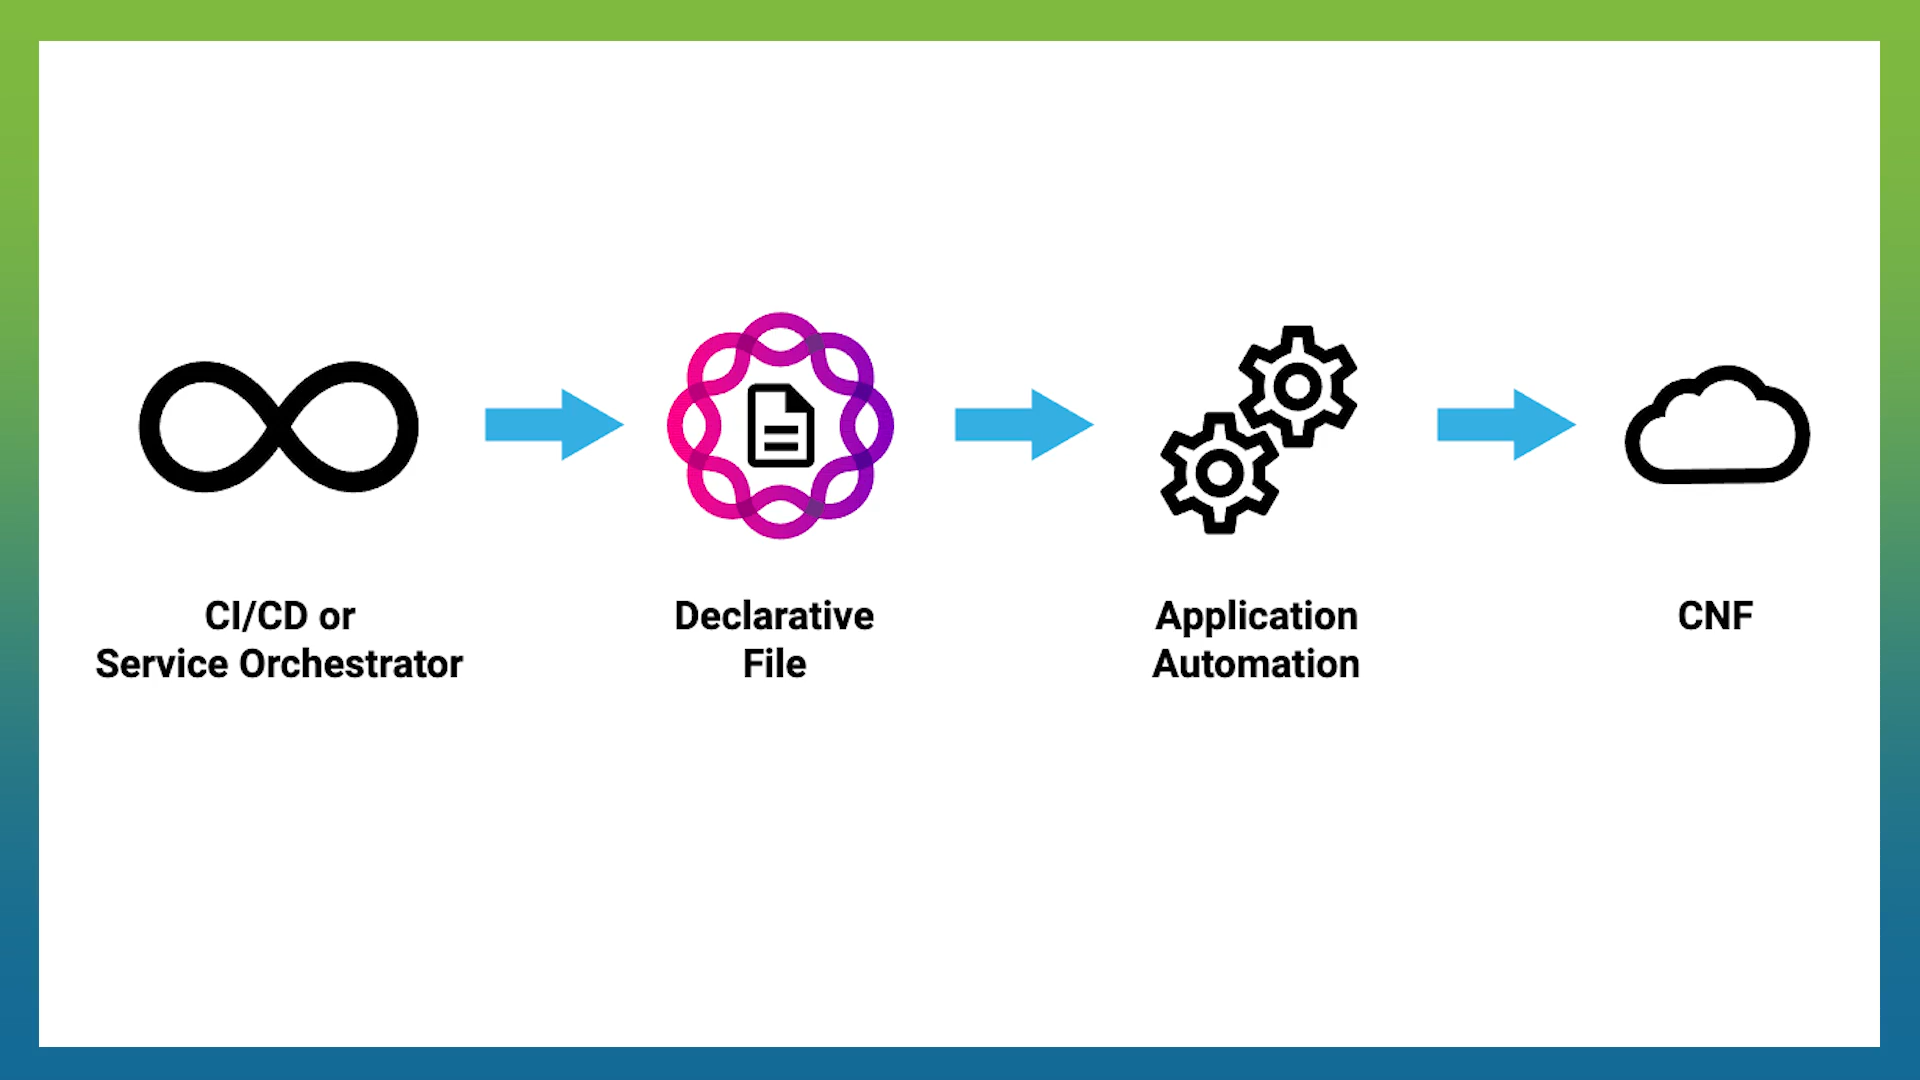 CI/CD or
Service Orchestrator
Declarative
File
Application
Automation
CNF